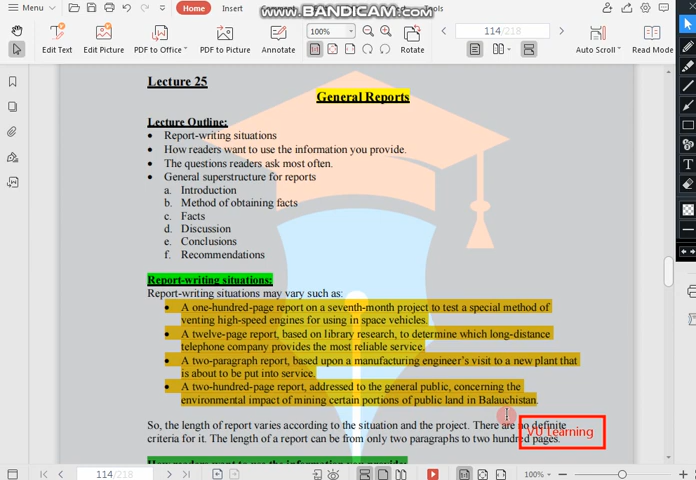 WWW.BANDICAM.COM
Home Insert
Edit Text Edit Picture PDF to Office PDF to Picture Annotate 100% Rotate 114/218 Auto Scroll Read Mode
Lecture 25
General Reports
Lecture Outline:
• Report-writing situations
• How readers want to use the information you provide.
• The questions readers ask most often.
• General superstructure for reports
a. Introduction
b. Method of obtaining facts
c. Facts
d. Discussion
e. Conclusions
f. Recommendations
Report-writing situations:
Report-writing situations may vary such as:
• A one-hundred-page report on a seventh-month project to test a special method of
venting high-speed engines for using in space vehicles.
• A twelve-page report, based on library research, to determine which long-distance
telephone company provides the most reliable service.
• A two-paragraph report, based upon a manufacturing engineer's visit to a new plant that
is about to be put into service.
• A two-hundred-page report, addressed to the general public, concerning the
environmental impact of mining certain portions of public land in Balauchistan.
So, the length of report varies according to the situation and the project. There are no definite
criteria for it. The length of a report can be from only two paragraphs to two hundred pages.
VU Learning
How readers want to use the information you provide:
114/218 100%